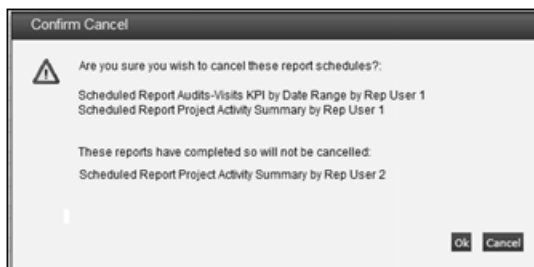 Confirm Cancel
Are you sure you wish to cancel these report schedules?:
Scheduled Report Audits-Visits KPI by Date Range by Rep User 1
Scheduled Report Project Activity Summary by Rep User 1
These reports have completed so will not be cancelled:
Scheduled Report Project Activity Summary by Rep User 2
Ok Cancel